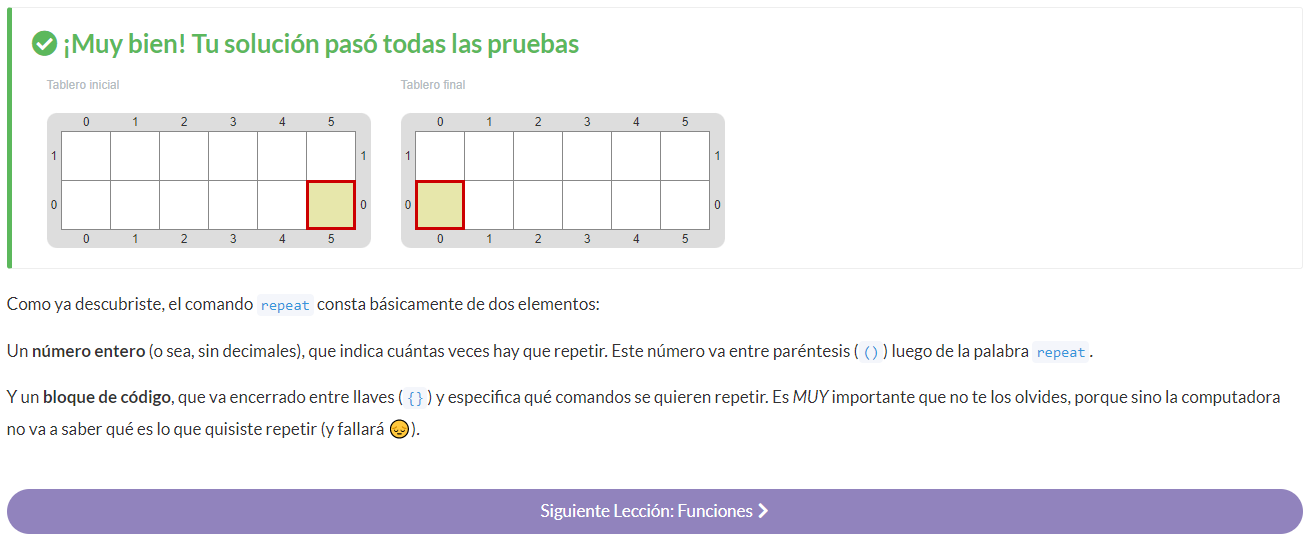 ¡Muy bien! Tu solución pasó todas las pruebas
Tablero inicial
0 1 2 3 4 5
1 1
0 0
0 1 2 3 4 5
Tablero final
0 1 2 3 4 5
1 1
0 0
0 1 2 3 4 5
Como ya descubriste, el comando repeat consta básicamente de dos elementos:
Un número entero (o sea, sin decimales), que indica cuántas veces hay que repetir. Este número va entre paréntesis ( () ) luego de la palabra repeat .
Y un bloque de código, que va encerrado entre llaves ( {} ) y especifica qué comandos se quieren repetir. Es MUY importante que no te los olvides, porque sino la computadora
no va a saber qué es lo que quisiste repetir (y fallará 😔).
Siguiente Lección: Funciones